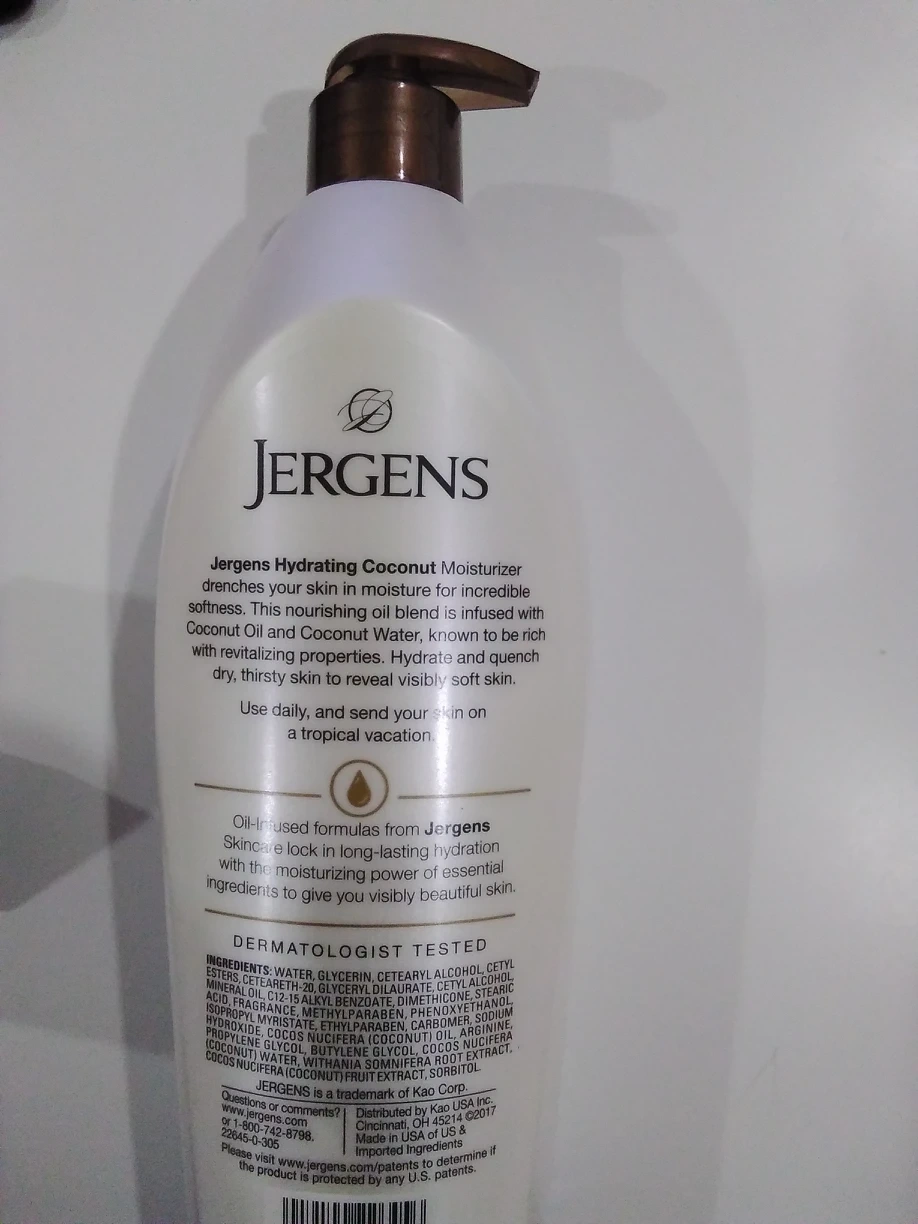 JERGENS
Jergens Hydrating Coconut Moisturizer
drenches your skin in moisture for incredible
softness. This nourishing oil blend is infused with
Coconut Oil and Coconut Water, known to be rich
with revitalizing properties. Hydrate and quench
dry, thirsty skin to reveal visibly soft skin.
Use daily, and send your skin on
a tropical vacation.
Oil-Infused formulas from Jergens
Skincare lock in long-lasting hydration
with the moisturizing power of essential
ingredients to give you visibly beautiful skin.
DERMATOLOGIST TESTED
INGREDIENTS: WATER, GLYCERIN, CETEARYL ALCOHOL, CETYL
ESTERS, CETEARETH-20, GLYCERYL DILAURATE, CETYL ALCOHOL,
MINERAL OIL, C12-15 ALKYL BENZOATE, DIMETHICONE, STEARIC
ACID, FRAGRANCE, METHYLPARABEN, PHENOXYETHANOL,
ISOPROPYL MYRISTATE, ETHYLPARABEN, CARBOMER, SODIUM
HYDROXIDE, COCOS NUCIFERA (COCONUT) OIL, ARGININE,
PROPYLENE GLYCOL, BUTYLENE GLYCOL, COCOS NUCIFERA
(COCONUT) WATER, WITHANIA SOMNIFERA ROOT EXTRACT,
COCOS NUCIFERA (COCONUT) FRUIT EXTRACT, SORBITOL.
JERGENS is a trademark of Kao Corp.
Questions or comments?
www.jergens.com
or 1-800-742-8798.
22645-0-305
Distributed by Kao USA Inc.
Cincinnati, OH 45214 ©2017
Made in USA of US &
Imported Ingredients
Please visit www.jergens.com/patents to determine if
the product is protected by any U.S. patents.